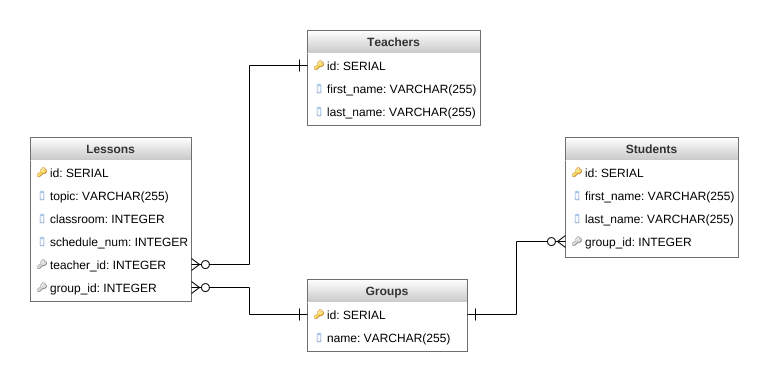 Teachers
id: SERIAL
first_name: VARCHAR(255)
last_name: VARCHAR(255)
Lessons
id: SERIAL
topic: VARCHAR(255)
classroom: INTEGER
schedule_num: INTEGER
teacher_id: INTEGER
group_id: INTEGER
Students
id: SERIAL
first_name: VARCHAR(255)
last_name: VARCHAR(255)
group_id: INTEGER
Groups
id: SERIAL
name: VARCHAR(255)